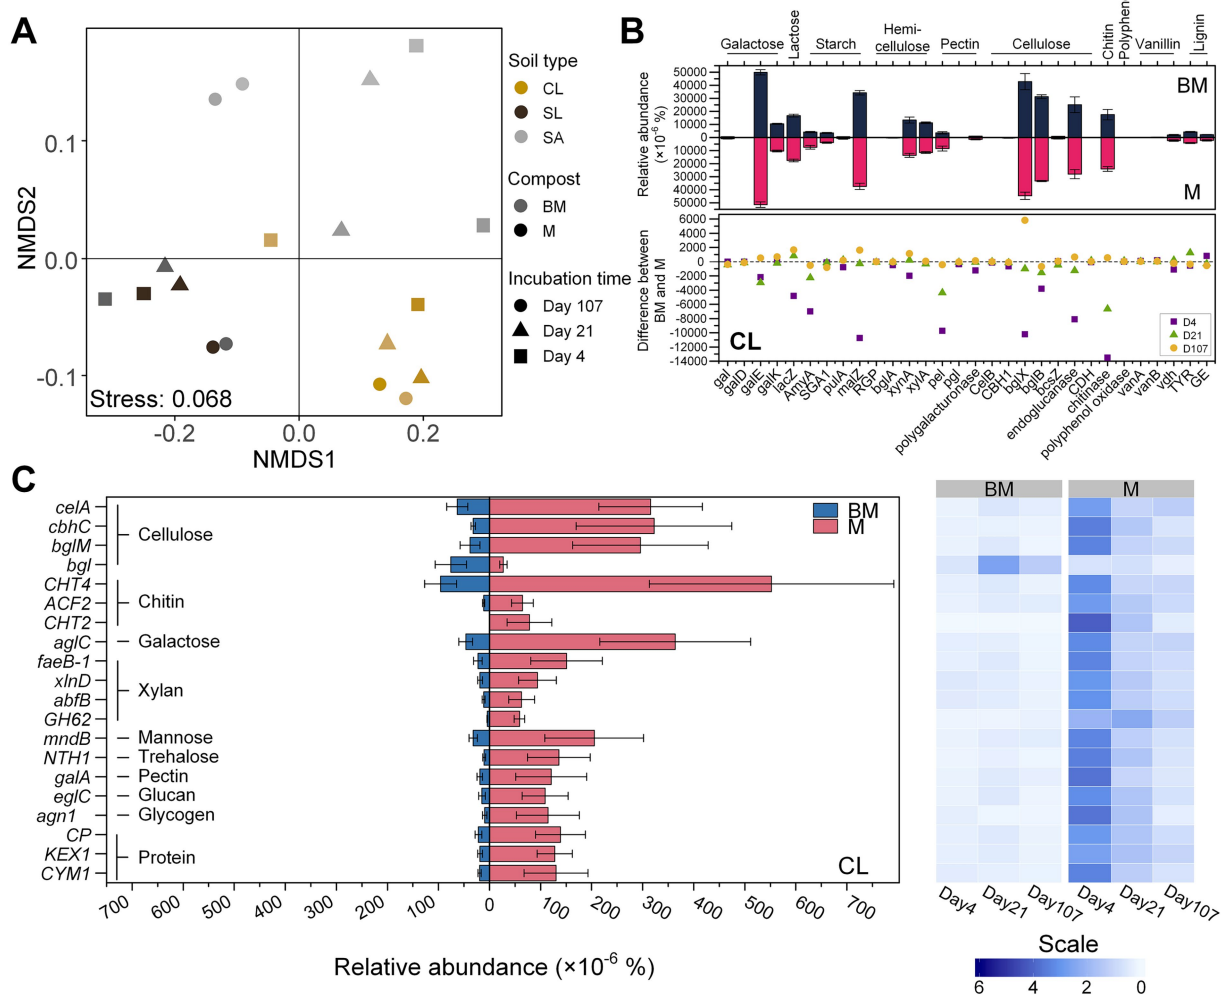 A
NMDS2
0.1
0.0
-0.1
Stress: 0.068
-0.2
0.0
0.2
NMDS1
Soil type
CL
SL
SA
Compost
BM
M
Incubation time
Day 107
Day 21
Day 4
B
Galactose
Lactose
Starch
Hemi-
cellulose
Pectin
Cellulose
Chitin
Polyphen
Vanillin
Lignin
Relative abundance
(×10⁻⁶ %)
50000
40000
30000
20000
10000
0
10000
20000
30000
40000
50000
BM
M
Difference between
BM and M
6000
4000
2000
0
-2000
-4000
-6000
-8000
-10000
-12000
-14000
CL
D4
D21
D107
gal
galD
galE
galK
lacZ
AmyA
SGA1
pulA
malZ
RGP
bglA
xynA
xylA
pel
pgl
polygalacturonase
CelB
CBH1
bglX
bglB
bcsZ
endoglucanase
CDH
chitinase
polyphenol oxidase
vanA
vanB
vdh
TYR
GE
C
celA
cbhC
bglM
bgl
CHT4
ACF2
CHT2
aglC
faeB-1
xlnD
abfB
GH62
mndB
NTH1
galA
eglC
agn1
CP
KEX1
CYM1
Cellulose
Chitin
Galactose
Xylan
Mannose
Trehalose
Pectin
Glucan
Glycogen
Protein
BM
M
CL
700 600 500 400 300 200 100 0 100 200 300 400 500 600 700
Relative abundance (×10⁻⁶ %)
BM M
Day4 Day21 Day107 Day4 Day21 Day107
Scale
6 4 2 0